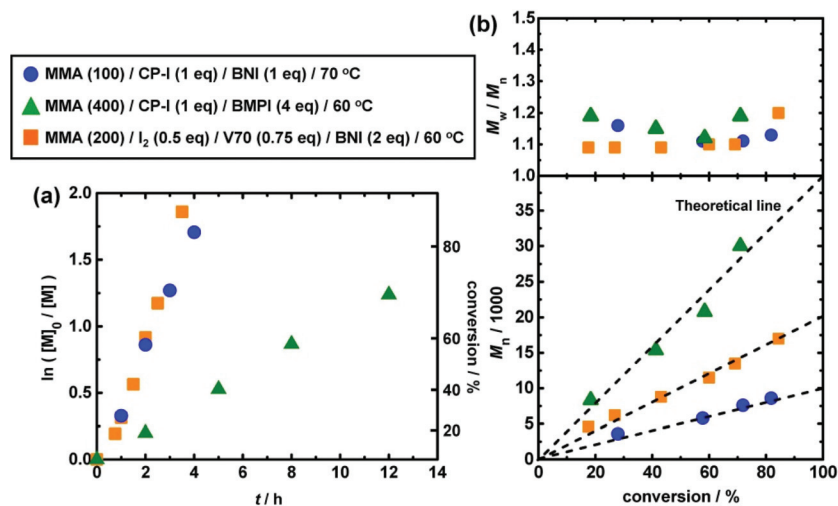 MMA (100) / CP-I (1 eq) / BNI (1 eq) / 70 °C
MMA (400) / CP-I (1 eq) / BMPI (4 eq) / 60 °C
MMA (200) / I₂ (0.5 eq) / V70 (0.75 eq) / BNI (2 eq) / 60 °C
(a)
2.0
1.5
1.0
0.5
0.0
ln ( [M]₀ / [M] )
80
60
40
20
conversion / %
0 2 4 6 8 10 12 14
t / h
(b)
1.5
1.4
1.3
1.2
1.1
1.0
Mw / Mn
Theoretical line
35
30
25
20
15
10
5
0
Mn / 1000
20 40 60 80 100
conversion / %